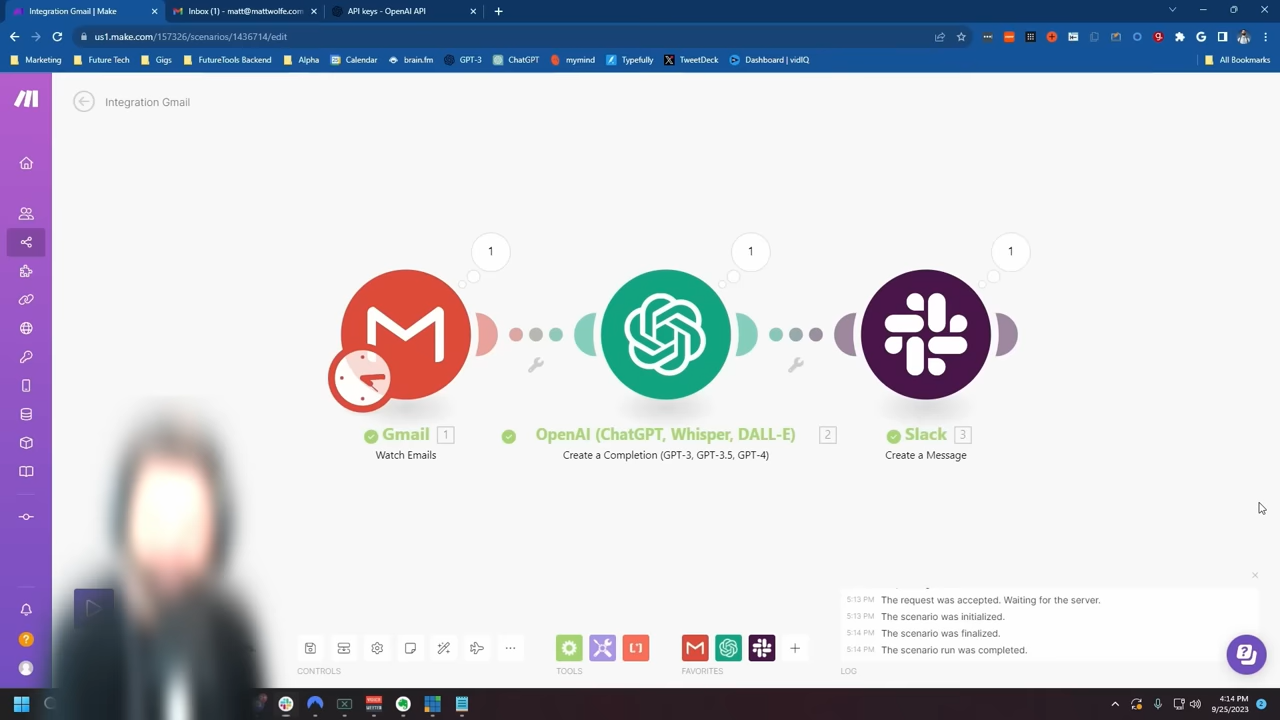 Integration Gmail | Make
Inbox (1) - matt@mattwolfe.com
API keys - OpenAI API
us1.make.com/157326/scenarios/1436714/edit
Marketing
Future Tech
Gigs
FutureTools Backend
Alpha
Calendar
brain.fm
GPT-3
ChatGPT
mymind
Typefully
TweetDeck
Dashboard | vidIQ
All Bookmarks
Integration Gmail
1
1
1
Gmail 1
Watch Emails
OpenAI (ChatGPT, Whisper, DALL-E) 2
Create a Completion (GPT-3, GPT-3.5, GPT-4)
Slack 3
Create a Message
5:13 PM The request was accepted. Waiting for the server.
5:13 PM The scenario was initialized.
5:14 PM The scenario was finalized.
5:14 PM The scenario run was completed.
CONTROLS
TOOLS
FAVORITES
LOG
4:14 PM
9/25/2023
2